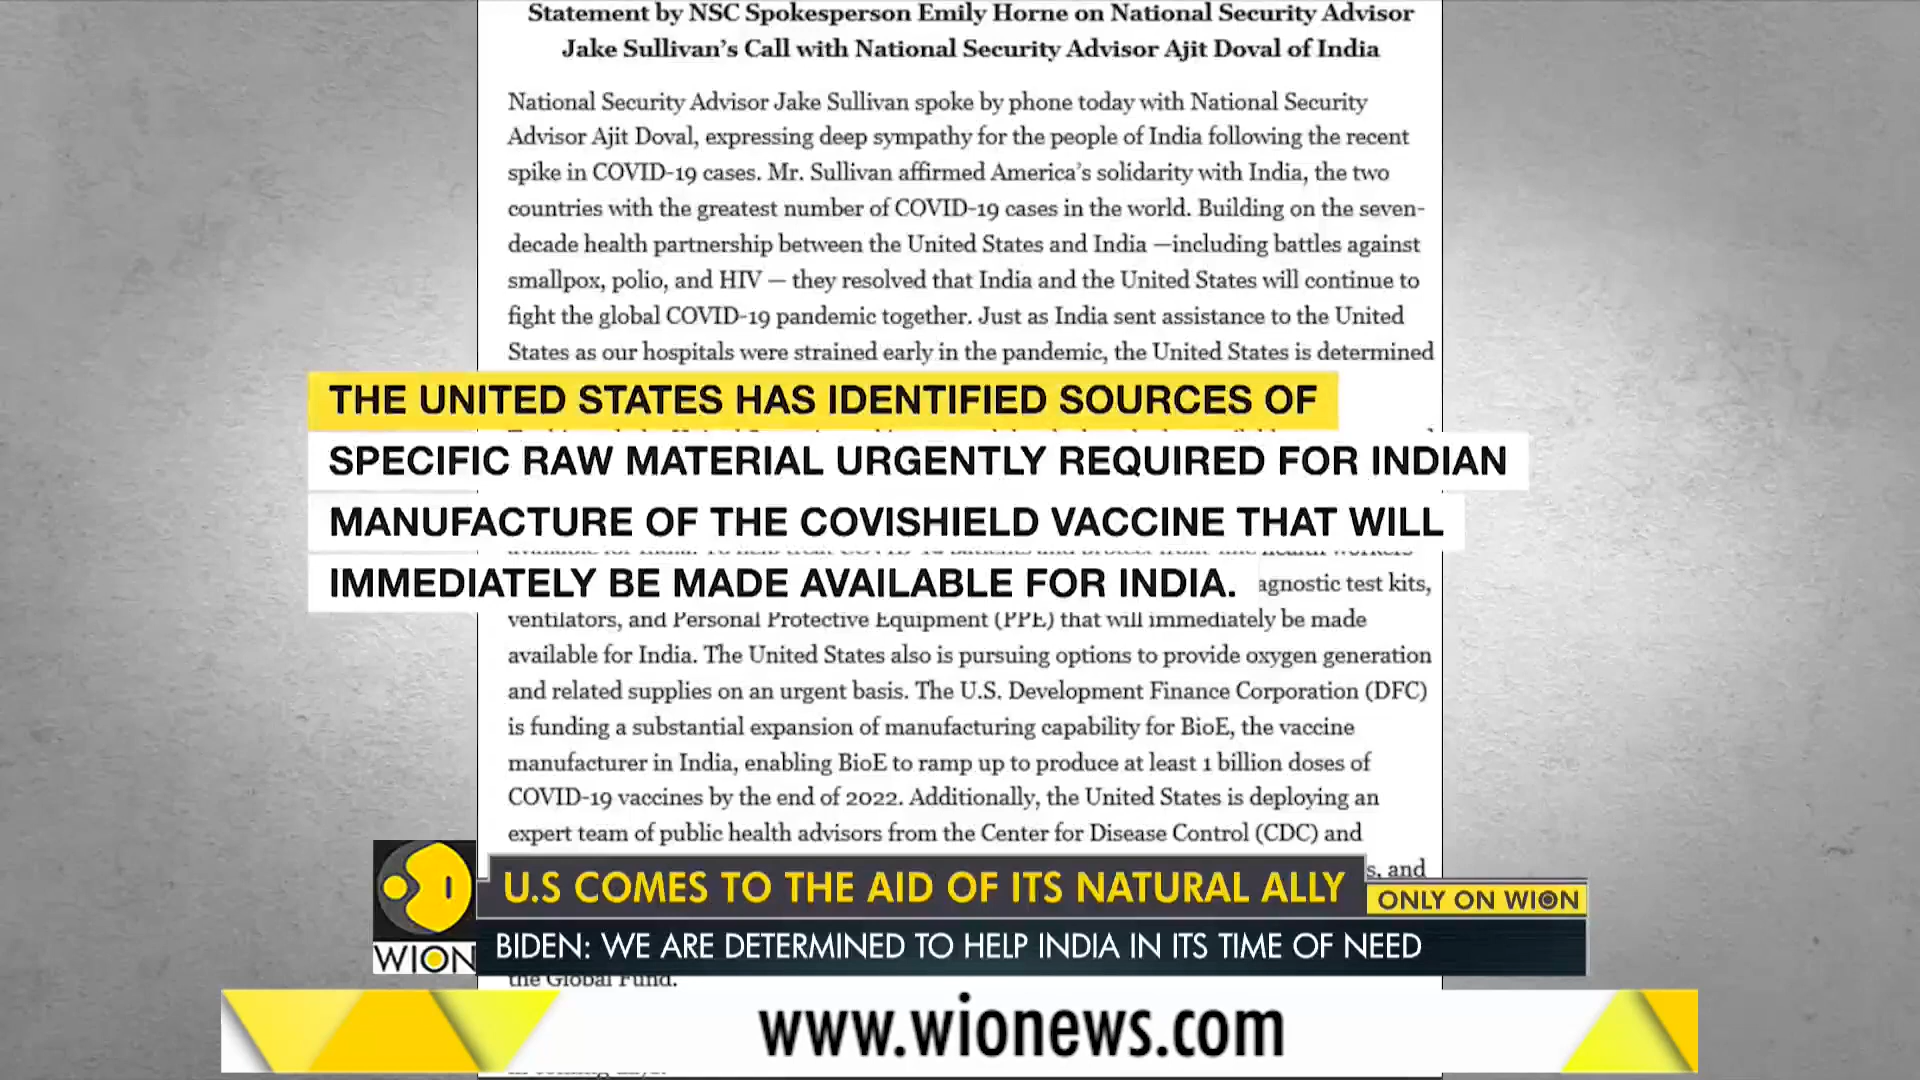 Statement by NSC Spokesperson Emily Horne on National Security Advisor
Jake Sullivan's Call with National Security Advisor Ajit Doval of India
National Security Advisor Jake Sullivan spoke by phone today with National Security
Advisor Ajit Doval, expressing deep sympathy for the people of India following the recent
spike in COVID-19 cases. Mr. Sullivan affirmed America's solidarity with India, the two
countries with the greatest number of COVID-19 cases in the world. Building on the seven-
decade health partnership between the United States and India —including battles against
smallpox, polio, and HIV — they resolved that India and the United States will continue to
fight the global COVID-19 pandemic together. Just as India sent assistance to the United
States as our hospitals were strained early in the pandemic, the United States is determined
THE UNITED STATES HAS IDENTIFIED SOURCES OF
SPECIFIC RAW MATERIAL URGENTLY REQUIRED FOR INDIAN
MANUFACTURE OF THE COVISHIELD VACCINE THAT WILL
IMMEDIATELY BE MADE AVAILABLE FOR INDIA.
agnostic test kits,
ventilators, and Personal Protective Equipment (PPE) that will immediately be made
available for India. The United States also is pursuing options to provide oxygen generation
and related supplies on an urgent basis. The U.S. Development Finance Corporation (DFC)
is funding a substantial expansion of manufacturing capability for BioE, the vaccine
manufacturer in India, enabling BioE to ramp up to produce at least 1 billion doses of
COVID-19 vaccines by the end of 2022. Additionally, the United States is deploying an
expert team of public health advisors from the Center for Disease Control (CDC) and
s, and
U.S COMES TO THE AID OF ITS NATURAL ALLY
ONLY ON WION
WION
BIDEN: WE ARE DETERMINED TO HELP INDIA IN ITS TIME OF NEED
the Global Fund.
www.wionews.com